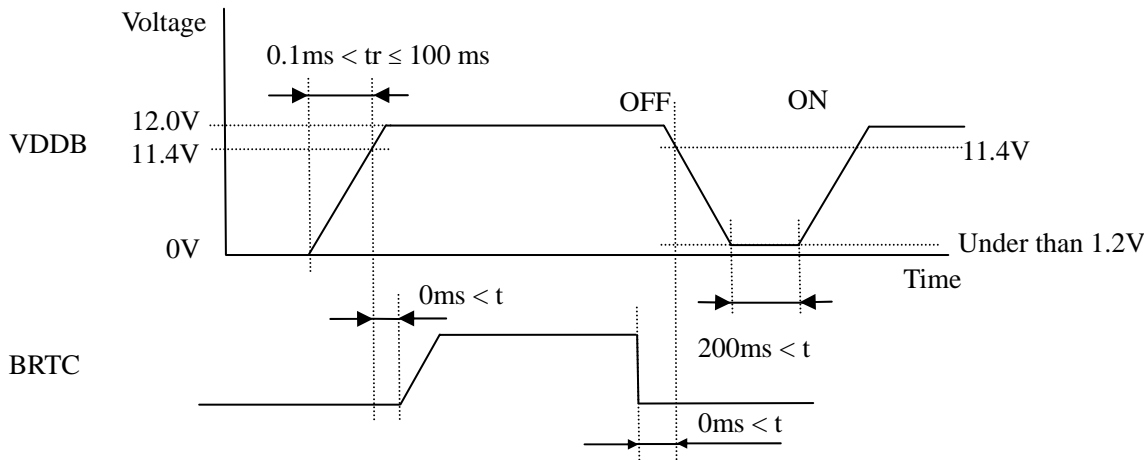 Voltage
0.1ms < tr ≤ 100 ms
OFF
ON
VDDB
12.0V
11.4V
11.4V
0V
Under than 1.2V
Time
0ms < t
200ms < t
BRTC
0ms < t